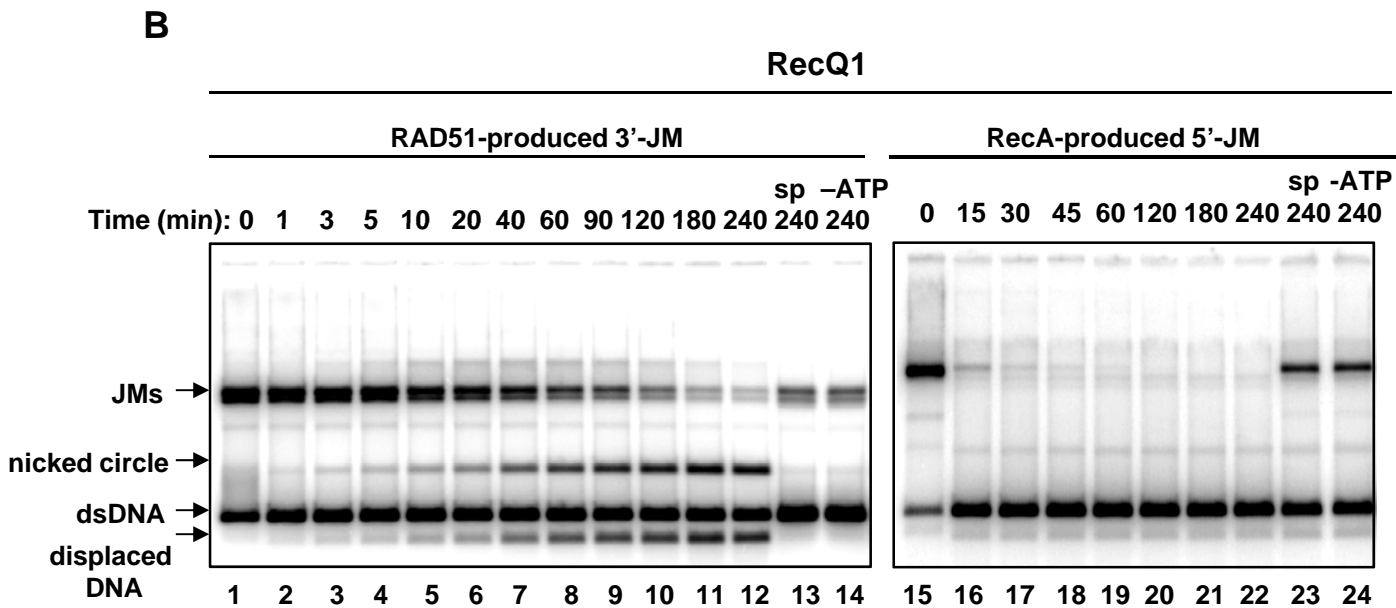 B
RecQ1
RAD51-produced 3’-JM RecA-produced 5’-JM
sp –ATP sp -ATP
Time (min): 0 1 3 5 10 20 40 60 90 120 180 240 240 240 0 15 30 45 60 120 180 240 240 240
JMs
nicked circle
dsDNA
displaced
DNA
1 2 3 4 5 6 7 8 9 10 11 12 13 14 15 16 17 18 19 20 21 22 23 24